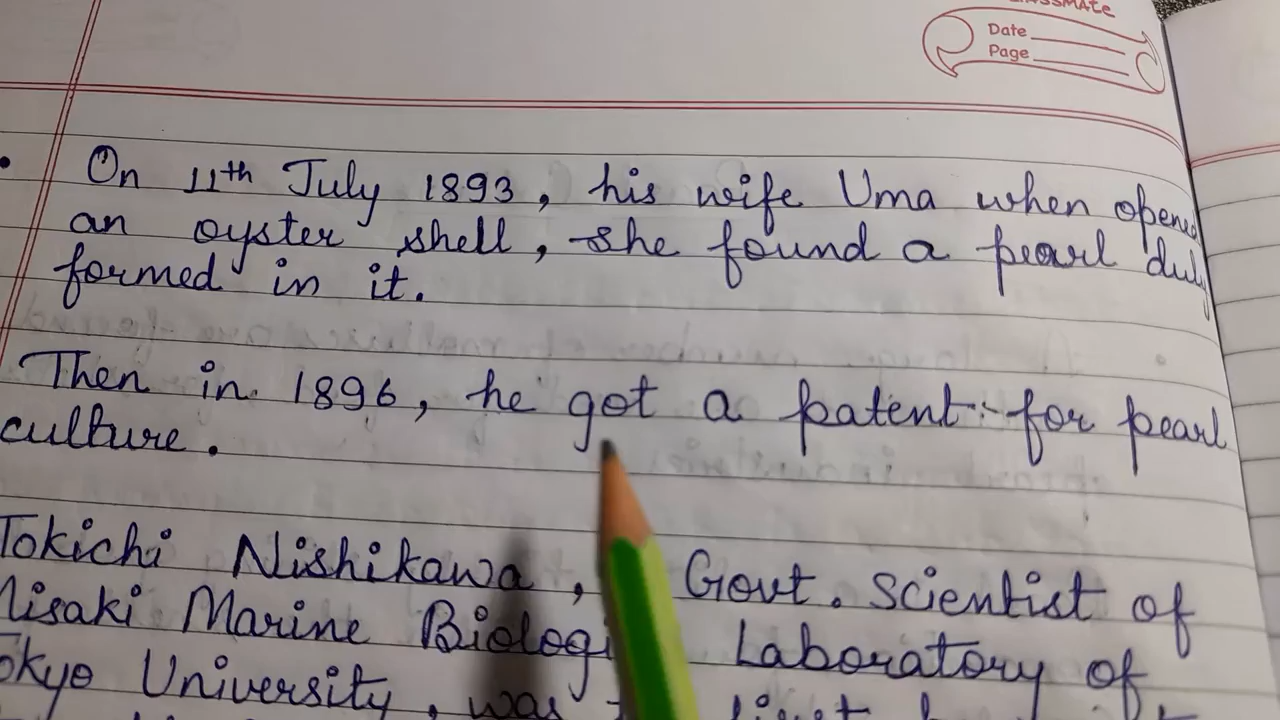 CLASSMATE
Date
Page
On 11th July 1893, his wife Uma when opened
an oyster shell, she found a pearl duly
formed in it.
Then in 1896, he got a patent for pearl
culture.
Tokichi Nishikawa, Govt. scientist of
Misaki Marine Laboratory of
Tokyo University, was